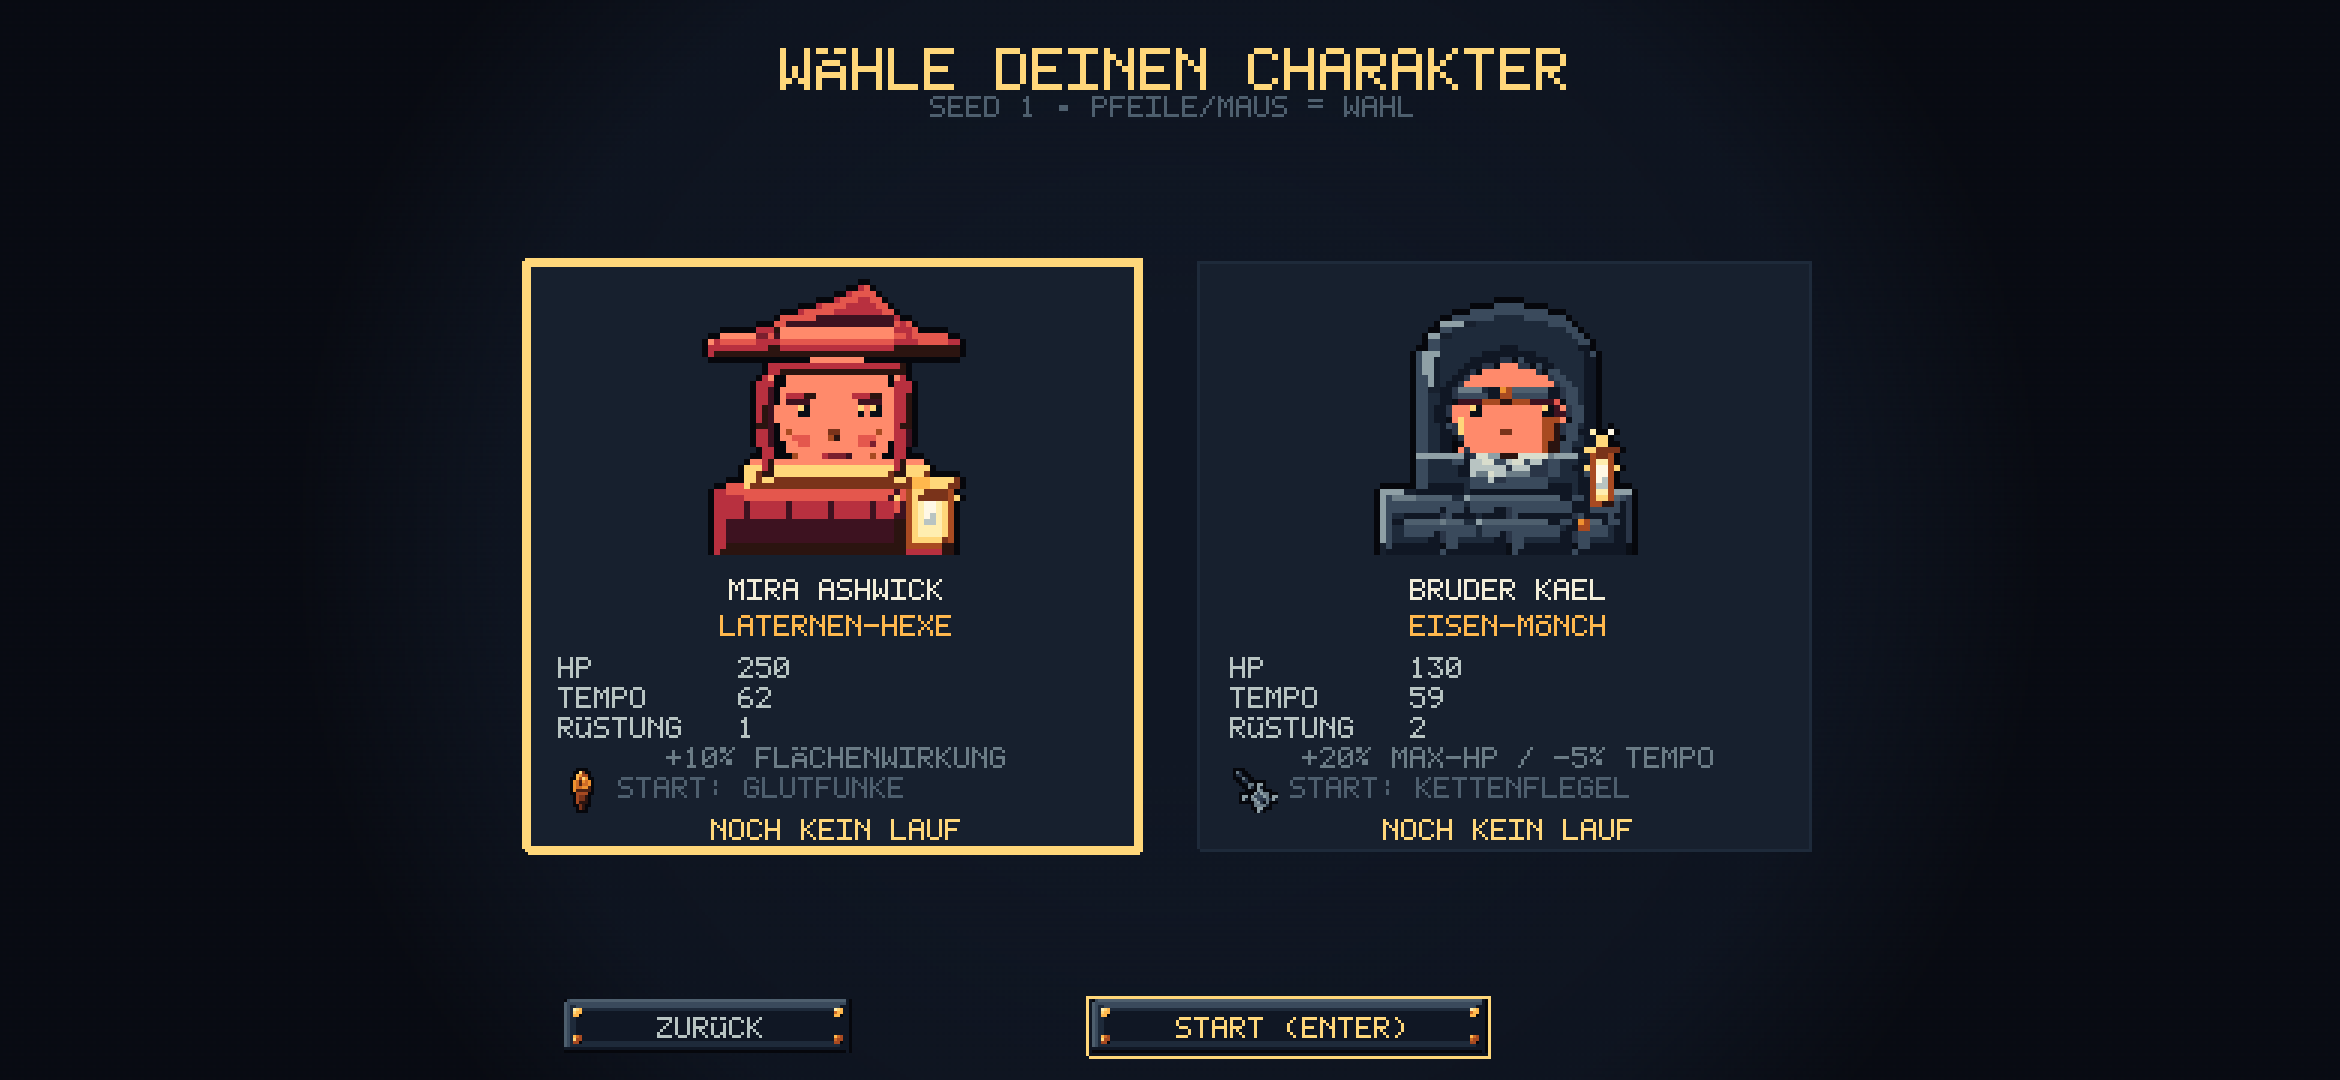 WäHLE DEINEN CHARAKTER
SEED 1 - PFEILE/MAUS = WAHL
MIRA ASHWICK
LATERNEN-HEXE
HP 250
TEMPO 62
RüSTUNG 1
+10% FLäCHENWIRKUNG
START: GLUTFUNKE
NOCH KEIN LAUF
BRUDER KAEL
EISEN-MöNCH
HP 130
TEMPO 59
RüSTUNG 2
+20% MAX-HP / -5% TEMPO
START: KETTENFLEGEL
NOCH KEIN LAUF
ZURüCK
START (ENTER)